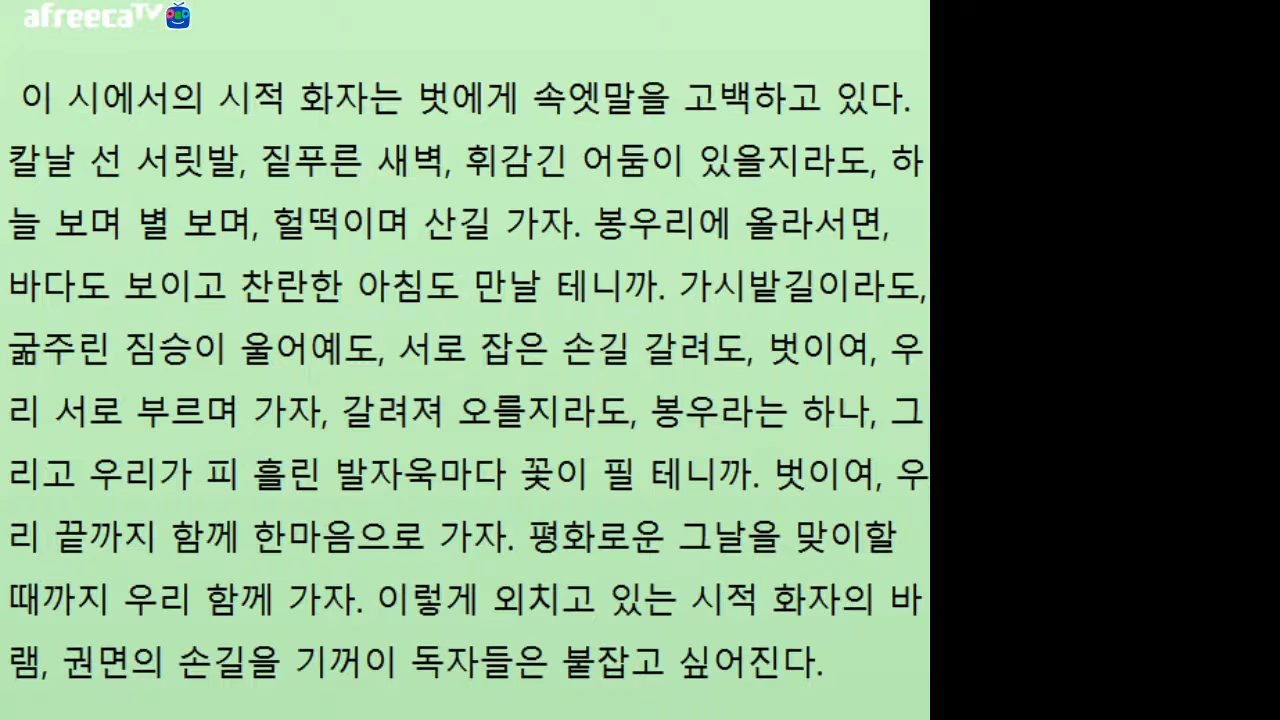 afreecaTV
이 시에서의 시적 화자는 벗에게 속엣말을 고백하고 있다.
칼날 선 서릿발, 짙푸른 새벽, 휘감긴 어둠이 있을지라도, 하
늘 보며 별 보며, 헐떡이며 산길 가자. 봉우리에 올라서면,
바다도 보이고 찬란한 아침도 만날 테니까. 가시밭길이라도,
굶주린 짐승이 울어예도, 서로 잡은 손길 갈려도, 벗이여, 우
리 서로 부르며 가자, 갈려져 오를지라도, 봉우라는 하나, 그
리고 우리가 피 흘린 발자욱마다 꽃이 필 테니까. 벗이여, 우
리 끝까지 함께 한마음으로 가자. 평화로운 그날을 맞이할
때까지 우리 함께 가자. 이렇게 외치고 있는 시적 화자의 바
램, 권면의 손길을 기꺼이 독자들은 붙잡고 싶어진다.